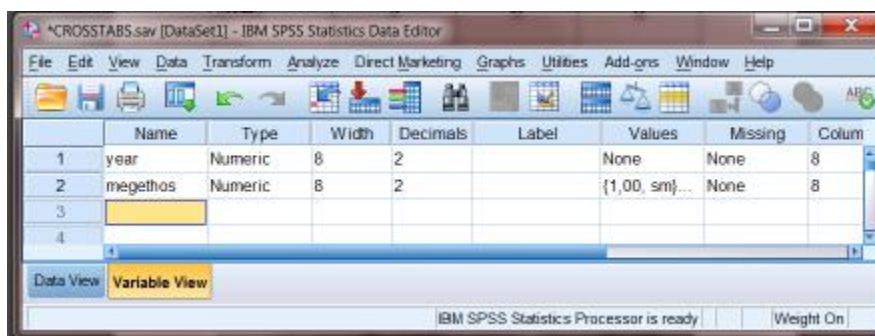 *CROSSTABS.sav [DataSet1] - IBM SPSS Statistics Data Editor
File Edit View Data Transform Analyze Direct Marketing Graphs Utilities Add-ons Window Help
Name Type Width Decimals Label Values Missing Colum
1 year Numeric 8 2 None None 8
2 megethos Numeric 8 2 {1,00, sm}... None 8
3
4
Data View Variable View
IBM SPSS Statistics Processor is ready Weight On